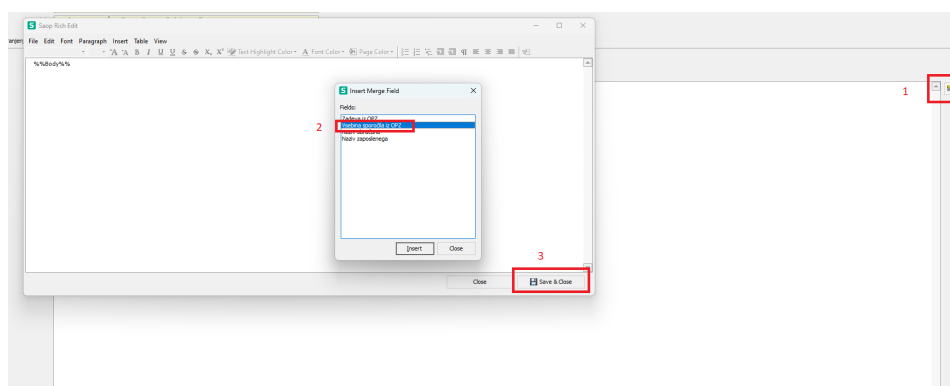 Saop Rich Edit
File Edit Font Paragraph Insert Table View
A A B I U U S S X, X² Text Highlight Color A Font Color Page Color
%%Body%%
Insert Merge Field
Fields:
Zadeva iz OPZ
Vsebina sporočila iz OPZ
Naziv zaposlenega
Insert Close
Close Save & Close
1
2
3